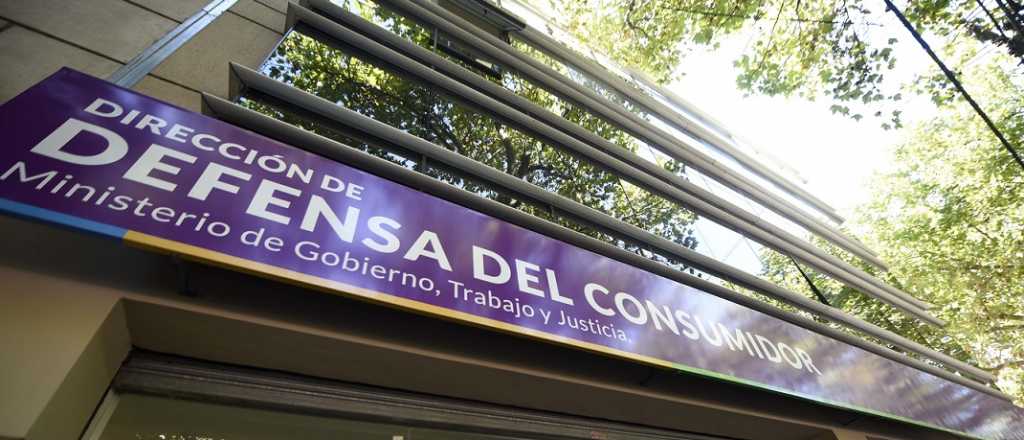 DIRECCIÓN DE
DEFENSA DEL CONSUMIDOR
Ministerio de Gobierno, Trabajo y Justicia.